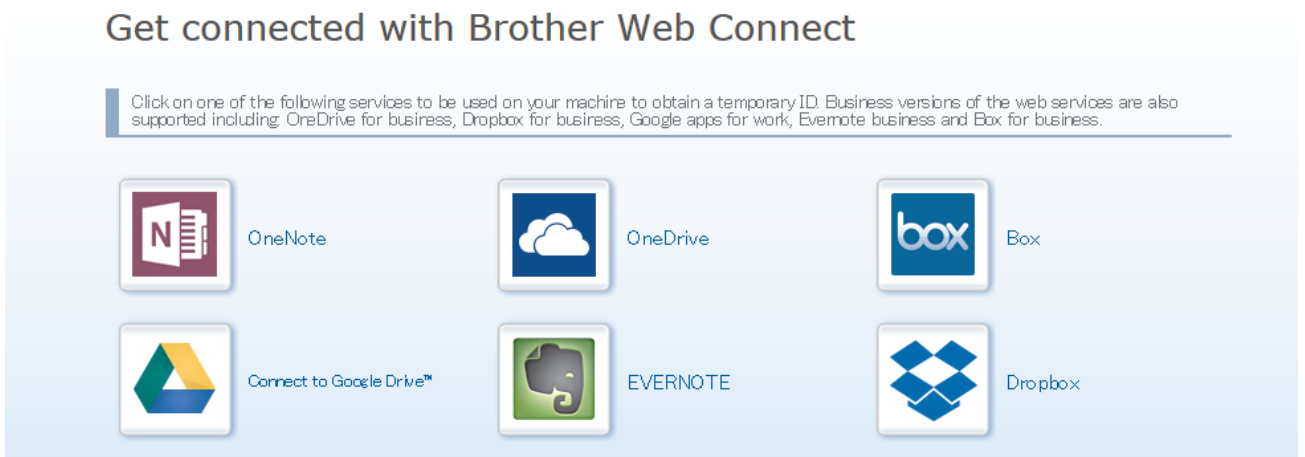 Get connected with Brother Web Connect
Click on one of the following services to be used on your machine to obtain a temporary ID. Business versions of the web services are also
supported including: OneDrive for business, Dropbox for business, Google apps for work, Evernote business and Box for business.
N
OneNote
OneDrive
box
Box
Connect to Google Drive™
EVERNOTE
Dropbox